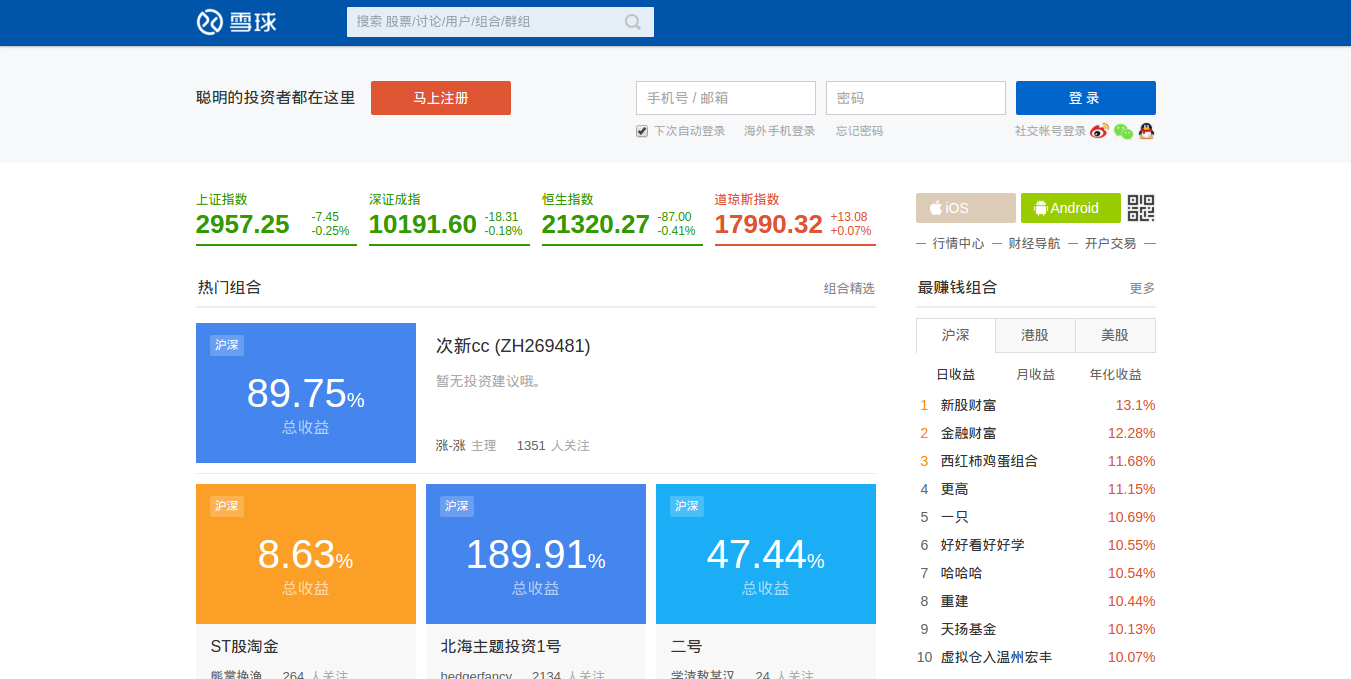 雪球
搜索 股票/讨论/用户/组合/群组
聪明的投资者都在这里 马上注册 手机号 / 邮箱 密码 登 录
下次自动登录 海外手机登录 忘记密码 社交帐号登录
上证指数 深证成指 恒生指数 道琼斯指数
2957.25 -7.45 -0.25% 10191.60 -18.31 -0.18% 21320.27 -87.00 -0.41% 17990.32 +13.08 +0.07%
iOS Android
行情中心 — 财经导航 — 开户交易
热门组合 组合精选
沪深
89.75%
总收益
次新cc (ZH269481)
暂无投资建议哦。
涨-涨 主理 1351 人关注
沪深 沪深 沪深
8.63% 189.91% 47.44%
总收益 总收益 总收益
ST股淘金 北海主题投资1号 二号
熊掌换渔 264 人关注 hedgerfancy 2134 人关注 学渣敖某汉 24 人关注
最赚钱组合 更多
沪深 港股 美股
日收益 月收益 年化收益
1 新股财富 13.1%
2 金融财富 12.28%
3 西红柿鸡蛋组合 11.68%
4 更高 11.15%
5 一只 10.69%
6 好好看好好学 10.55%
7 哈哈哈 10.54%
8 重建 10.44%
9 天扬基金 10.13%
10 虚拟仓入温州宏丰 10.07%